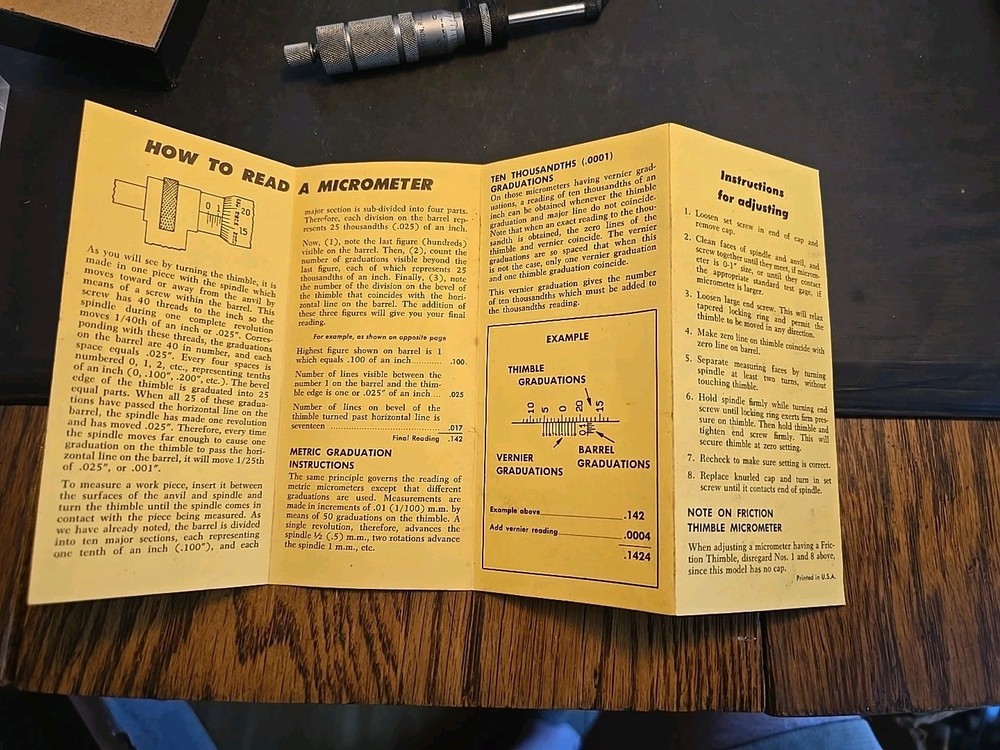 HOW TO READ A MICROMETER
0 1
20
15
As you will see by turning the thimble, it is
made in one piece with the spindle which
moves toward or away from the anvil by
means of a screw within the barrel. This
screw has 40 threads to the inch so the
spindle during one complete revolution
moves 1/40th of an inch or .025". Corres-
ponding with these threads, the graduations
on the barrel are 40 in number, and each
space equals .025". Every four spaces is
numbered 0, 1, 2, etc., representing tenths
of an inch (0, .100", .200", etc.). The bevel
edge of the thimble is graduated into 25
equal parts. When all 25 of these gradua-
tions have passed the horizontal line on the
barrel, the spindle has made one revolution
and has moved .025". Therefore, every time
the spindle moves far enough to cause one
graduation on the thimble to pass the hori-
zontal line on the barrel, it will move 1/25th
of .025", or .001".
To measure a work piece, insert it between
the surfaces of the anvil and spindle and
turn the thimble until the spindle comes in
contact with the piece being measured. As
we have already noted, the barrel is divided
into ten major sections, each representing
one tenth of an inch (.100"), and each
major section is sub-divided into four parts.
Therefore, each division on the barrel rep-
resents 25 thousandths (.025) of an inch.
Now, (1), note the last figure (hundreds)
visible on the barrel. Then, (2), count the
number of graduations visible beyond the
last figure, each of which represents 25
thousandths of an inch. Finally, (3), note
the number of the division on the bevel of
the thimble that coincides with the hori-
zontal line on the barrel. The addition of
these three figures will give you your final
reading.
For example, as shown on opposite page
Highest figure shown on barrel is 1
which equals .100 of an inch............ .100.
Number of lines visible between the
number 1 on the barrel and the thim-
ble edge is one or .025" of an inch.... .025
Number of lines on bevel of the
thimble turned past horizontal line is
seventeen ........................ .017
Final Reading .142
METRIC GRADUATION
INSTRUCTIONS
The same principle governs the reading of
metric micrometers except that different
graduations are used. Measurements are
made in increments of .01 (1/100) m.m. by
means of 50 graduations on the thimble. A
single revolution, therefore, advances the
spindle ½ (.5) m.m., two rotations advance
the spindle 1 m.m., etc.
TEN THOUSANDTHS (.0001)
GRADUATIONS
On those micrometers having vernier grad-
uations, a reading of ten thousandths of an
inch can be obtained whenever the thimble
graduation and major line do not coincide.
Note that when an exact reading to the thou-
sandth is obtained, the zero lines of the
thimble and vernier coincide. The vernier
graduations are so spaced that when this
is not the case, only one vernier graduation
and one thimble graduation coincide.
This vernier graduation gives the number
of ten thousandths which must be added to
the thousandths reading.
EXAMPLE
THIMBLE
GRADUATIONS
10 5 0 20 15
0 1
VERNIER
GRADUATIONS
BARREL
GRADUATIONS
Example above .142
Add vernier reading .0004
.1424
Instructions
for adjusting
1. Loosen set screw in end of cap and
remove cap.
2. Clean faces of spindle and anvil, and
screw together until they meet, if microm-
eter is 0-1" size, or until they contact
the appropriate standard test gage, if
micrometer is larger.
3. Loosen large end screw. This will relax
tapered locking ring and permit the
thimble to be moved in any direction.
4. Make zero line on thimble coincide with
zero line on barrel.
5. Separate measuring faces by turning
spindle at least two turns, without
touching thimble.
6. Hold spindle firmly while turning end
screw until locking ring exerts firm pres-
sure on thimble. Then hold thimble and
tighten end screw firmly. This will
secure thimble at zero setting.
7. Recheck to make sure setting is correct.
8. Replace knurled cap and turn in set
screw until it contacts end of spindle.
NOTE ON FRICTION
THIMBLE MICROMETER
When adjusting a micrometer having a Fric-
tion Thimble, disregard Nos. 1 and 8 above,
since this model has no cap.
Printed in U.S.A.